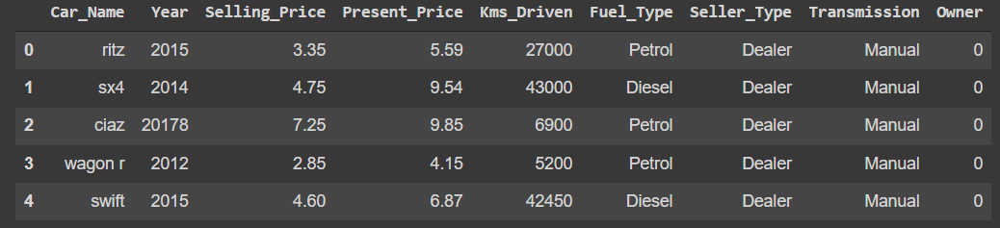 Car_Name Year Selling_Price Present_Price Kms_Driven Fuel_Type Seller_Type Transmission Owner
0 ritz 2015 3.35 5.59 27000 Petrol Dealer Manual 0
1 sx4 2014 4.75 9.54 43000 Diesel Dealer Manual 0
2 ciaz 20178 7.25 9.85 6900 Petrol Dealer Manual 0
3 wagon r 2012 2.85 4.15 5200 Petrol Dealer Manual 0
4 swift 2015 4.60 6.87 42450 Diesel Dealer Manual 0